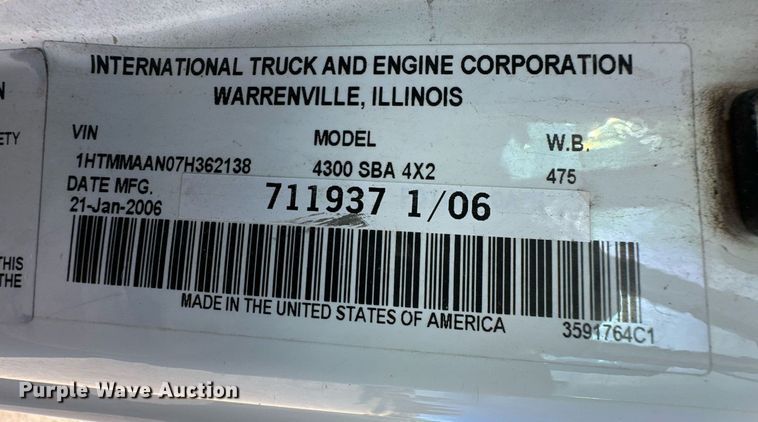 INTERNATIONAL TRUCK AND ENGINE CORPORATION
WARRENVILLE, ILLINOIS
VIN MODEL W.B.
1HTMMAAN07H362138 4300 SBA 4X2 475
DATE MFG.
21-Jan-2006
711937 1/06
MADE IN THE UNITED STATES OF AMERICA
3591764C1
N
ETY
THIS
THE
Purple Wave Auction